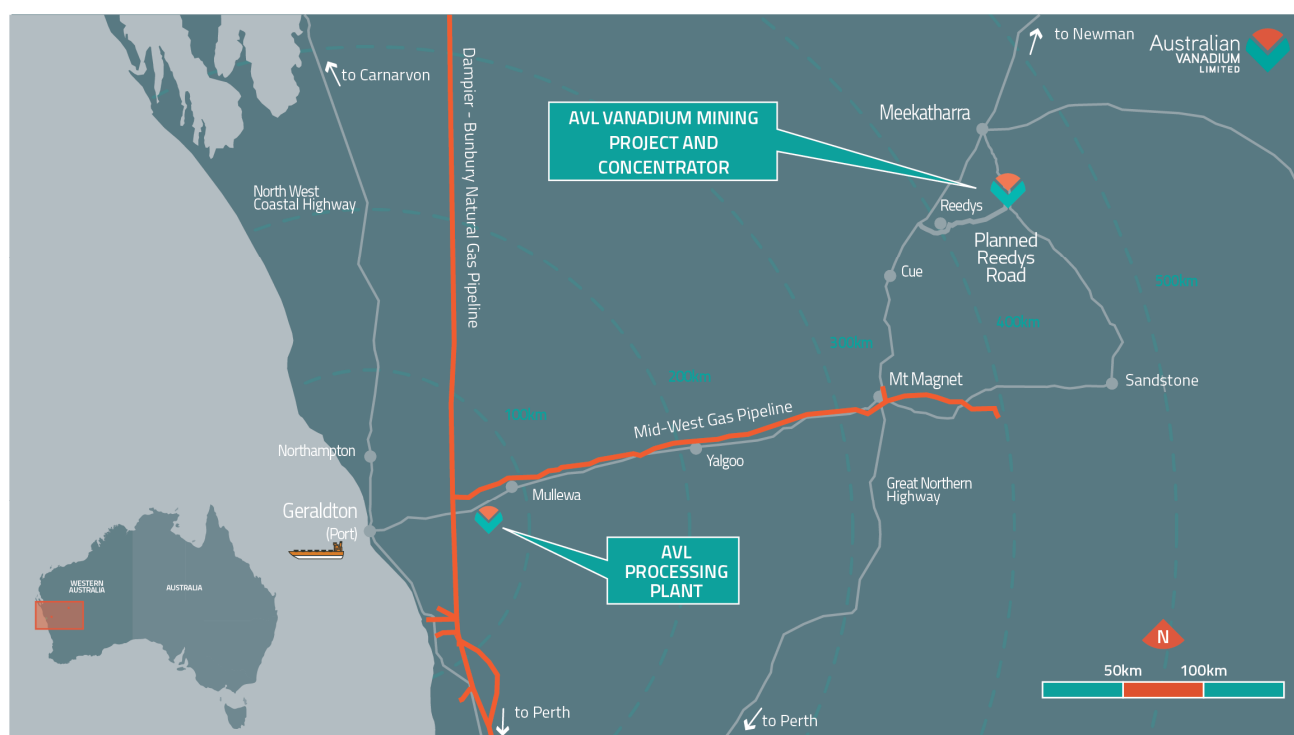 to Newman
Australian
VANADIUM
LIMITED
to Carnarvon
Dampier - Bunbury Natural Gas Pipeline
AVL VANADIUM MINING
PROJECT AND
CONCENTRATOR
Meekatharra
North West
Coastal Highway
Reedys
Planned
Reedys
Road
Cue
500km
400km
300km
200km
100km
Mt Magnet
Sandstone
Mid-West Gas Pipeline
Northampton
Yalgoo
Mullewa
Great Northern
Highway
Geraldton
(Port)
AVL
PROCESSING
PLANT
WESTERN
AUSTRALIA
AUSTRALIA
N
50km
100km
to Perth
to Perth